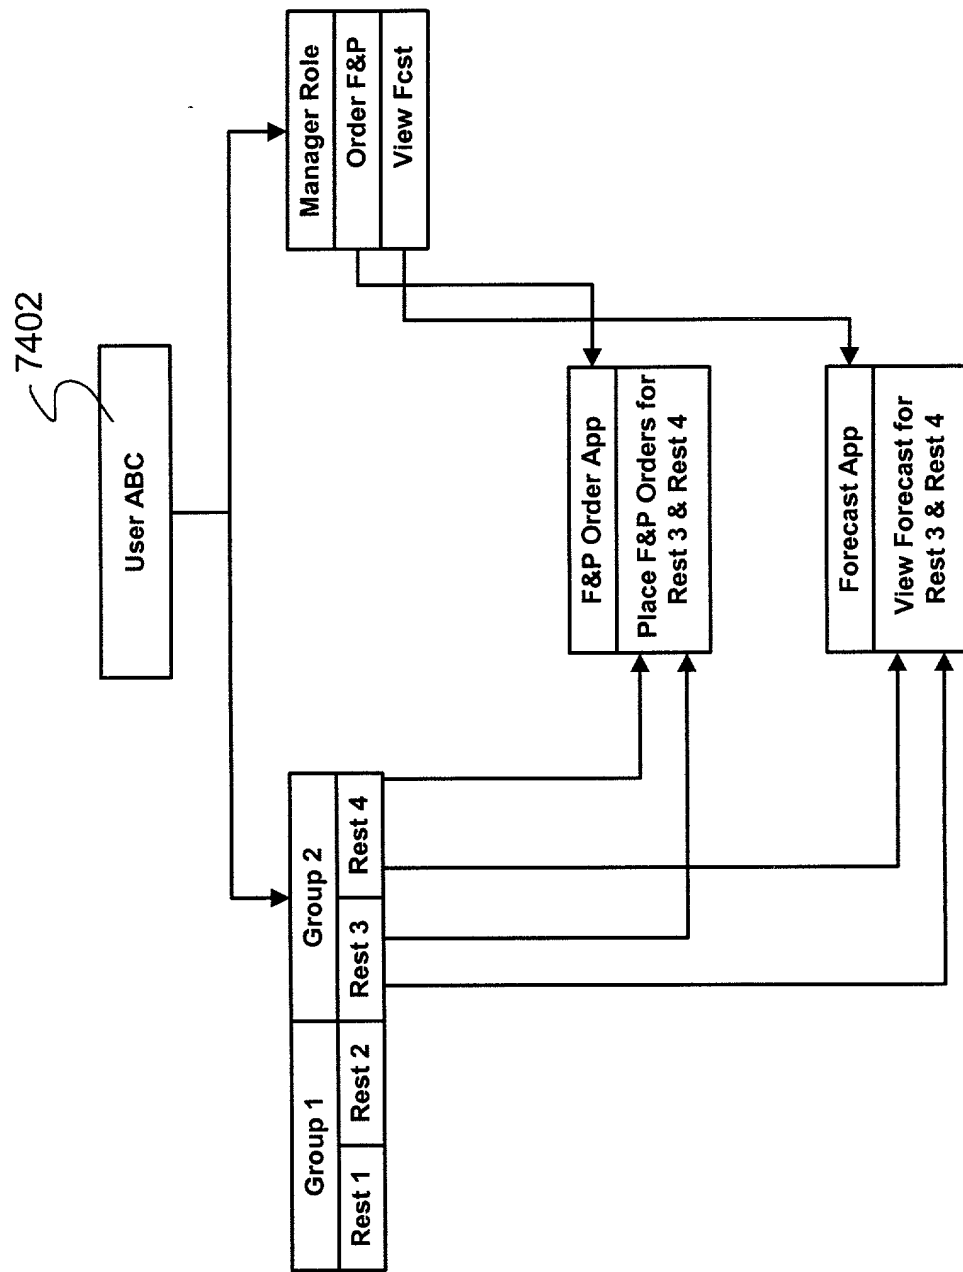 7402
User ABC
Group 1
Group 2
Rest 1
Rest 2
Rest 3
Rest 4
Manager Role
Order F&P
View Fcst
F&P Order App
Place F&P Orders for
Rest 3 & Rest 4
Forecast App
View Forecast for
Rest 3 & Rest 4